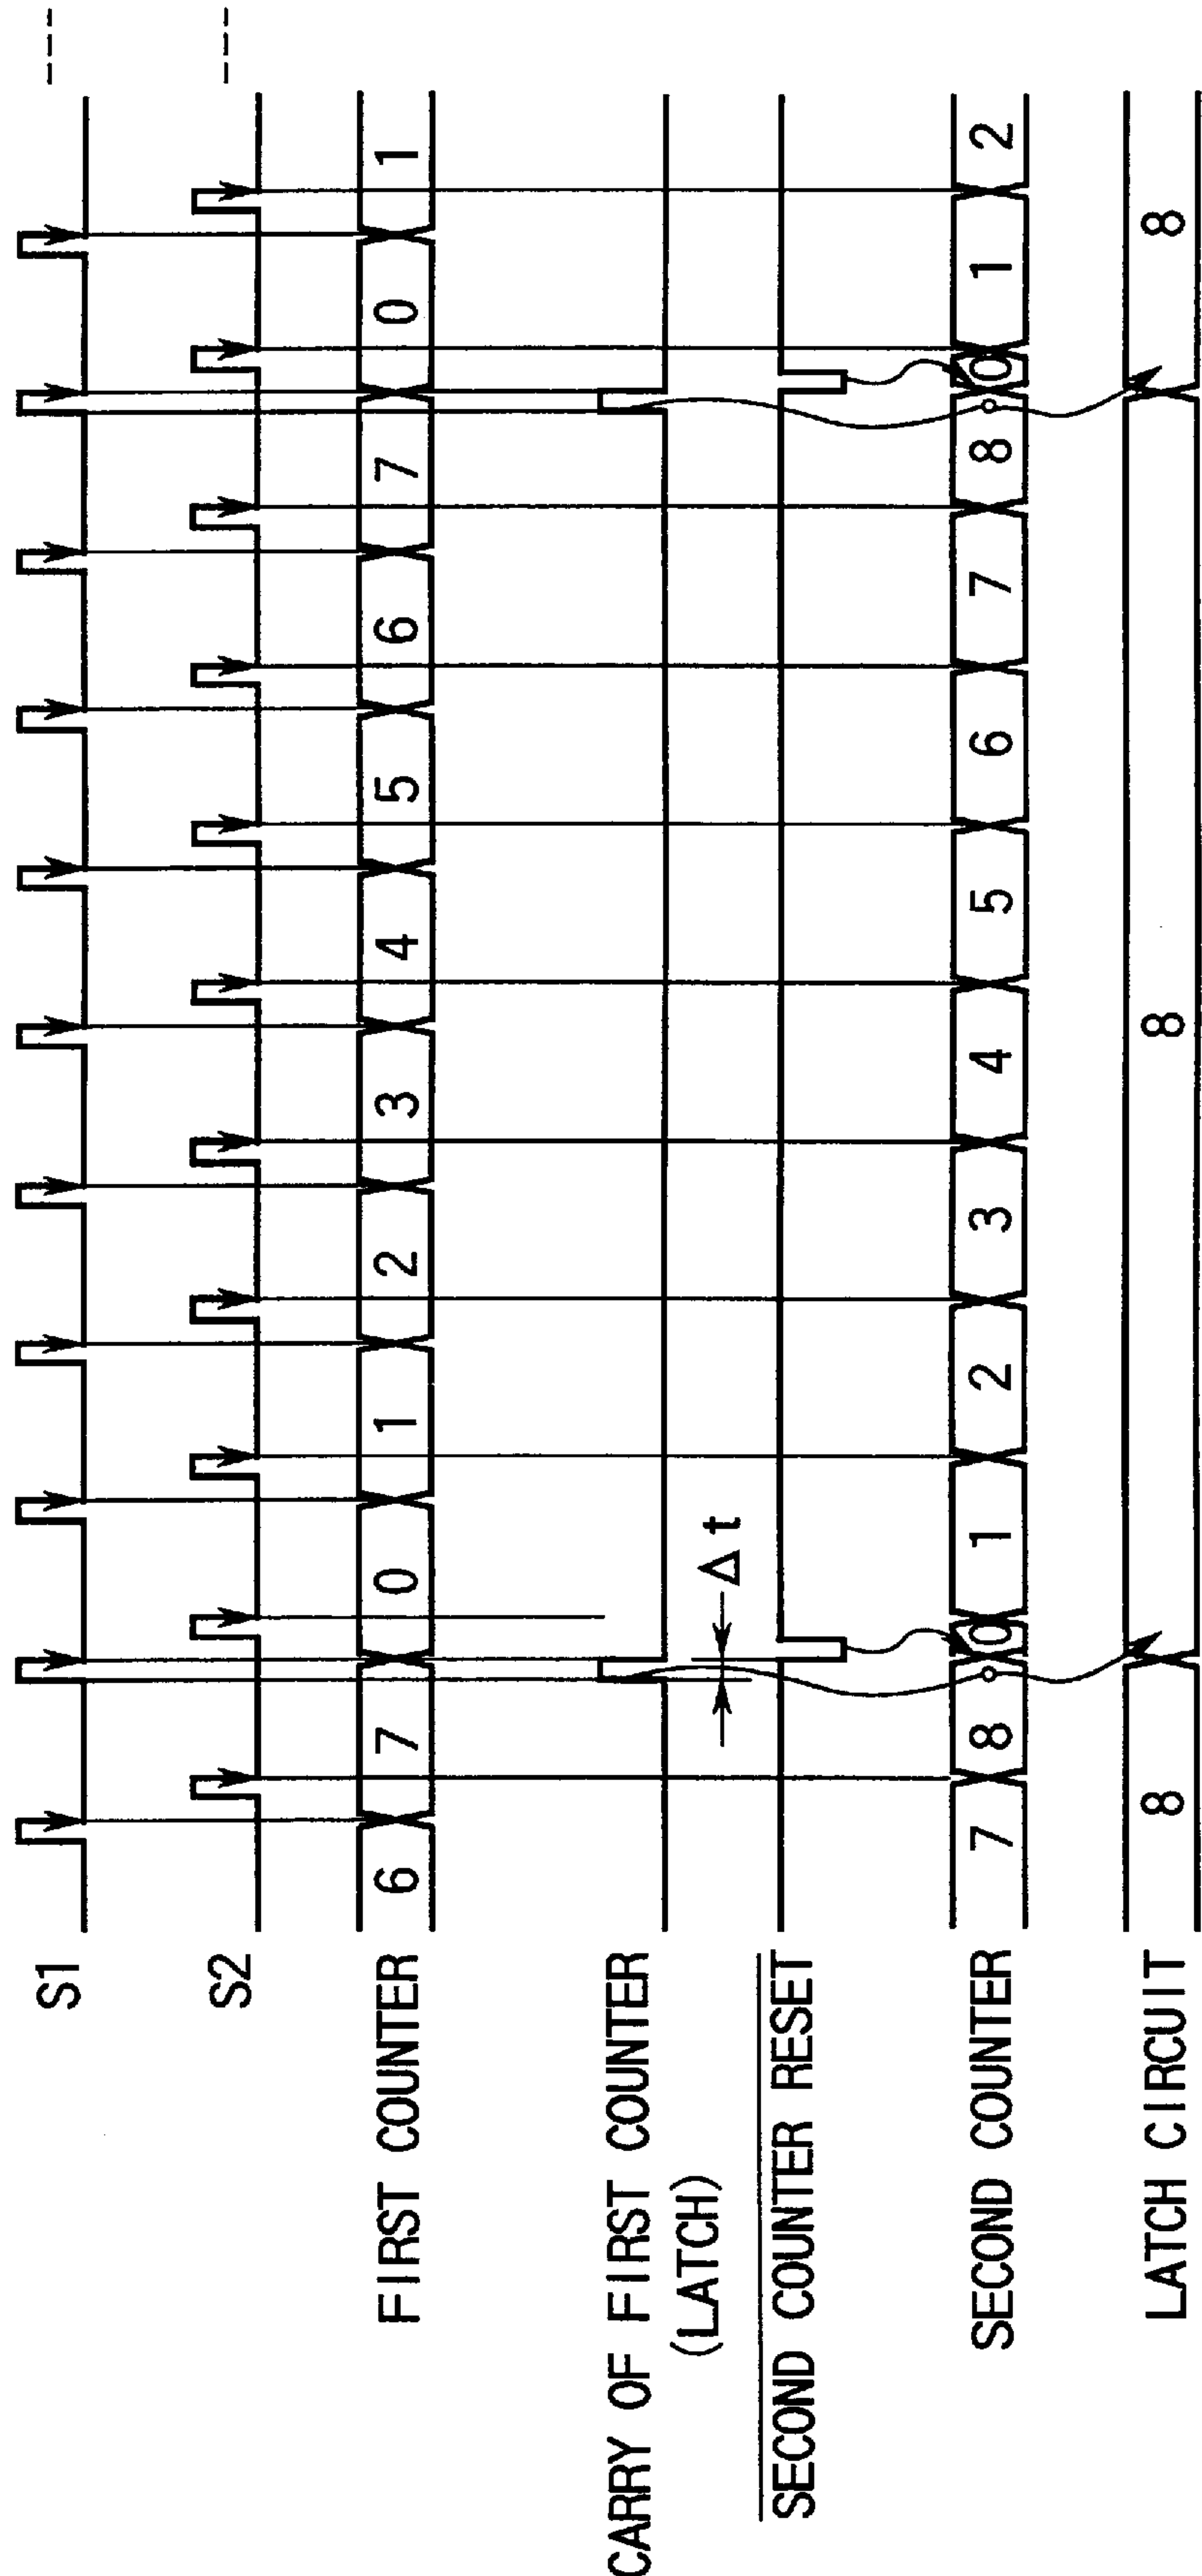 S1
S2
FIRST COUNTER
6 7 0 1 2 3 4 5 6 7 0 1
CARRY OF FIRST COUNTER
(LATCH)
Δt
SECOND COUNTER RESET
SECOND COUNTER
7 8 0 1 2 3 4 5 6 7 8 0 1 2
LATCH CIRCUIT
8 8 8